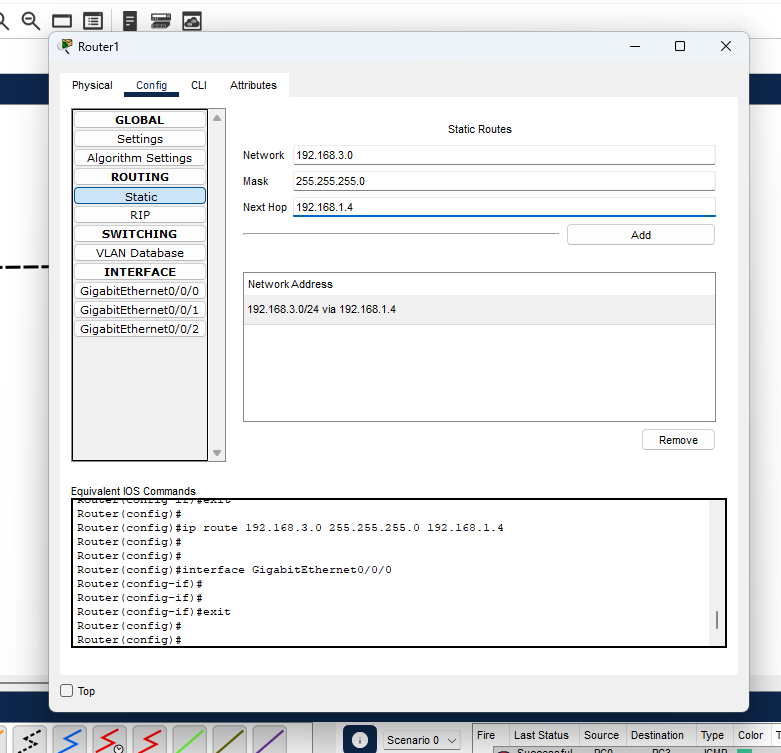 Router1
Physical Config CLI Attributes
GLOBAL
Settings
Algorithm Settings
ROUTING
Static
RIP
SWITCHING
VLAN Database
INTERFACE
GigabitEthernet0/0/0
GigabitEthernet0/0/1
GigabitEthernet0/0/2
Static Routes
Network 192.168.3.0
Mask 255.255.255.0
Next Hop 192.168.1.4
Add
Network Address
192.168.3.0/24 via 192.168.1.4
Remove
Equivalent IOS Commands
Router(config-if)#exit
Router(config)#
Router(config)#ip route 192.168.3.0 255.255.255.0 192.168.1.4
Router(config)#
Router(config)#
Router(config)#interface GigabitEthernet0/0/0
Router(config-if)#
Router(config-if)#
Router(config-if)#exit
Router(config)#
Router(config)#
Top
Scenario 0
Fire Last Status Source Destination Type Color
Successful PC0 PC2 ICMP